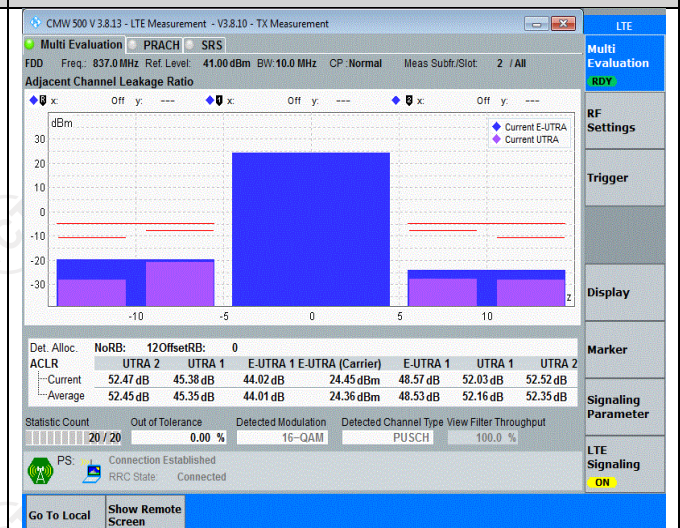 CMW 500 V 3.8.13 - LTE Measurement - V3.8.10 - TX Measurement
LTE
Multi Evaluation PRACH SRS
FDD Freq.: 837.0 MHz Ref. Level: 41.00 dBm BW: 10.0 MHz CP : Normal Meas Subfr./Slot: 2 / All
Adjacent Channel Leakage Ratio
x: Off y: --- x: Off y: --- x: Off y: ---
dBm
Current E-UTRA
Current UTRA
30
20
10
0
-10
-20
-30
z
-10 -5 0 5 10
Det. Alloc. NoRB: 12 OffsetRB: 0
ACLR UTRA 2 UTRA 1 E-UTRA 1 E-UTRA (Carrier) E-UTRA 1 UTRA 1 UTRA 2
Current 52.47 dB 45.38 dB 44.02 dB 24.45 dBm 48.57 dB 52.03 dB 52.52 dB
Average 52.45 dB 45.35 dB 44.01 dB 24.36 dBm 48.53 dB 52.16 dB 52.35 dB
Statistic Count Out of Tolerance Detected Modulation Detected Channel Type View Filter Throughput
20 / 20 0.00 % 16-QAM PUSCH 100.0 %
PS: Connection Established
RRC State: Connected
Multi
Evaluation
RDY
RF
Settings
Trigger
Display
Marker
Signaling
Parameter
LTE
Signaling
ON
Go To Local
Show Remote
Screen